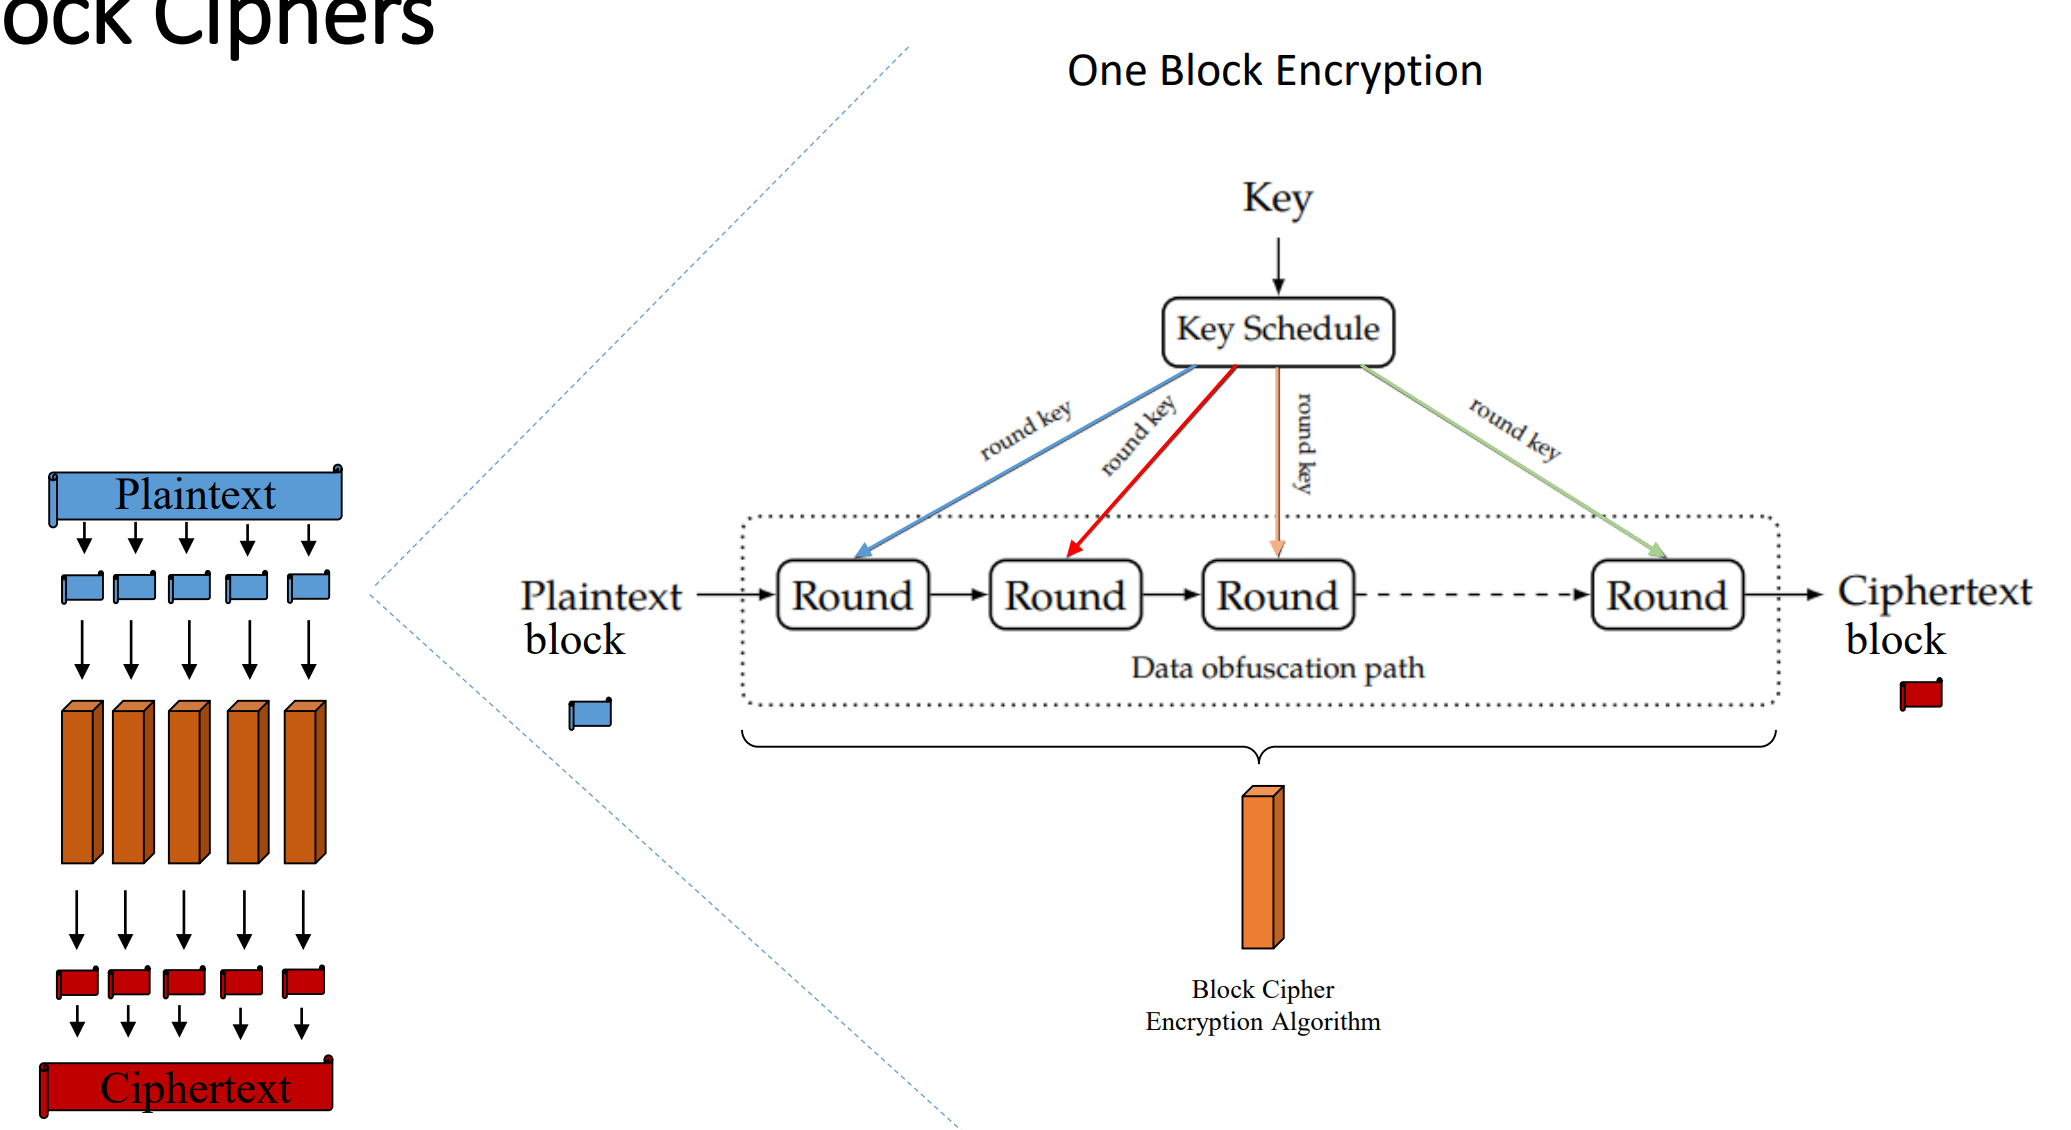 ock Ciphers
One Block Encryption
Key
Key Schedule
round key
round key
round key
round key
Plaintext
Plaintext
block
Round
Round
Round
Round
Ciphertext
block
Data obfuscation path
Block Cipher
Encryption Algorithm
Ciphertext